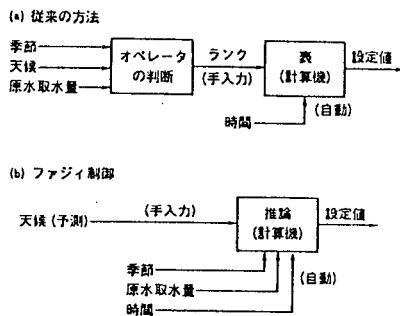 (a) 従来の方法
季節
天候
原水取水量
オペレータ
の判断
ランク
(手入力)
表
(計算機)
設定値
(自動)
時間
(b) ファジィ制御
天候 (予測)
(手入力)
推論
(計算機)
設定値
季節
原水取水量
時間
(自動)